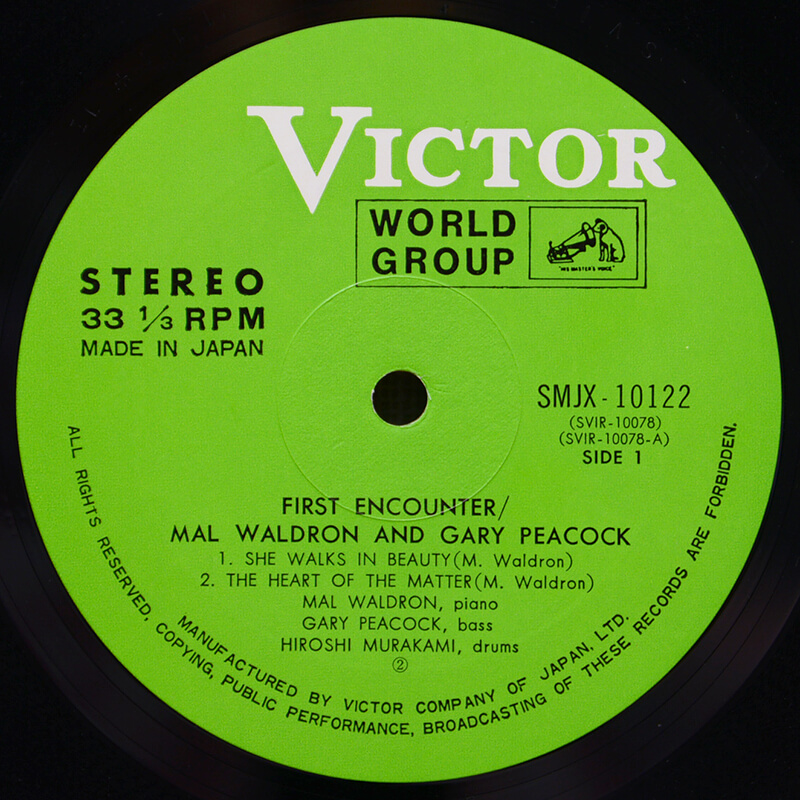 VICTOR
WORLD
GROUP
"HIS MASTER'S VOICE"
STEREO
33 1/3 RPM
MADE IN JAPAN
SMJX-10122
(SVIR-10078)
(SVIR-10078-A)
SIDE 1
FIRST ENCOUNTER/
MAL WALDRON AND GARY PEACOCK
1. SHE WALKS IN BEAUTY(M. Waldron)
2. THE HEART OF THE MATTER(M. Waldron)
MAL WALDRON, piano
GARY PEACOCK, bass
HIROSHI MURAKAMI, drums
②
MANUFACTURED BY VICTOR COMPANY OF JAPAN, LTD.
ALL RIGHTS RESERVED, COPYING, PUBLIC PERFORMANCE, BROADCASTING OF THESE RECORDS ARE FORBIDDEN.